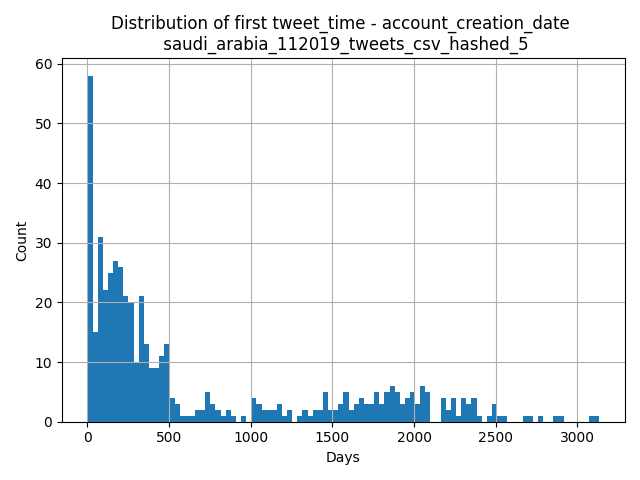 Distribution of first tweet_time - account_creation_date
saudi_arabia_112019_tweets_csv_hashed_5
60
50
40
30
20
10
0
Count
0 500 1000 1500 2000 2500 3000
Days